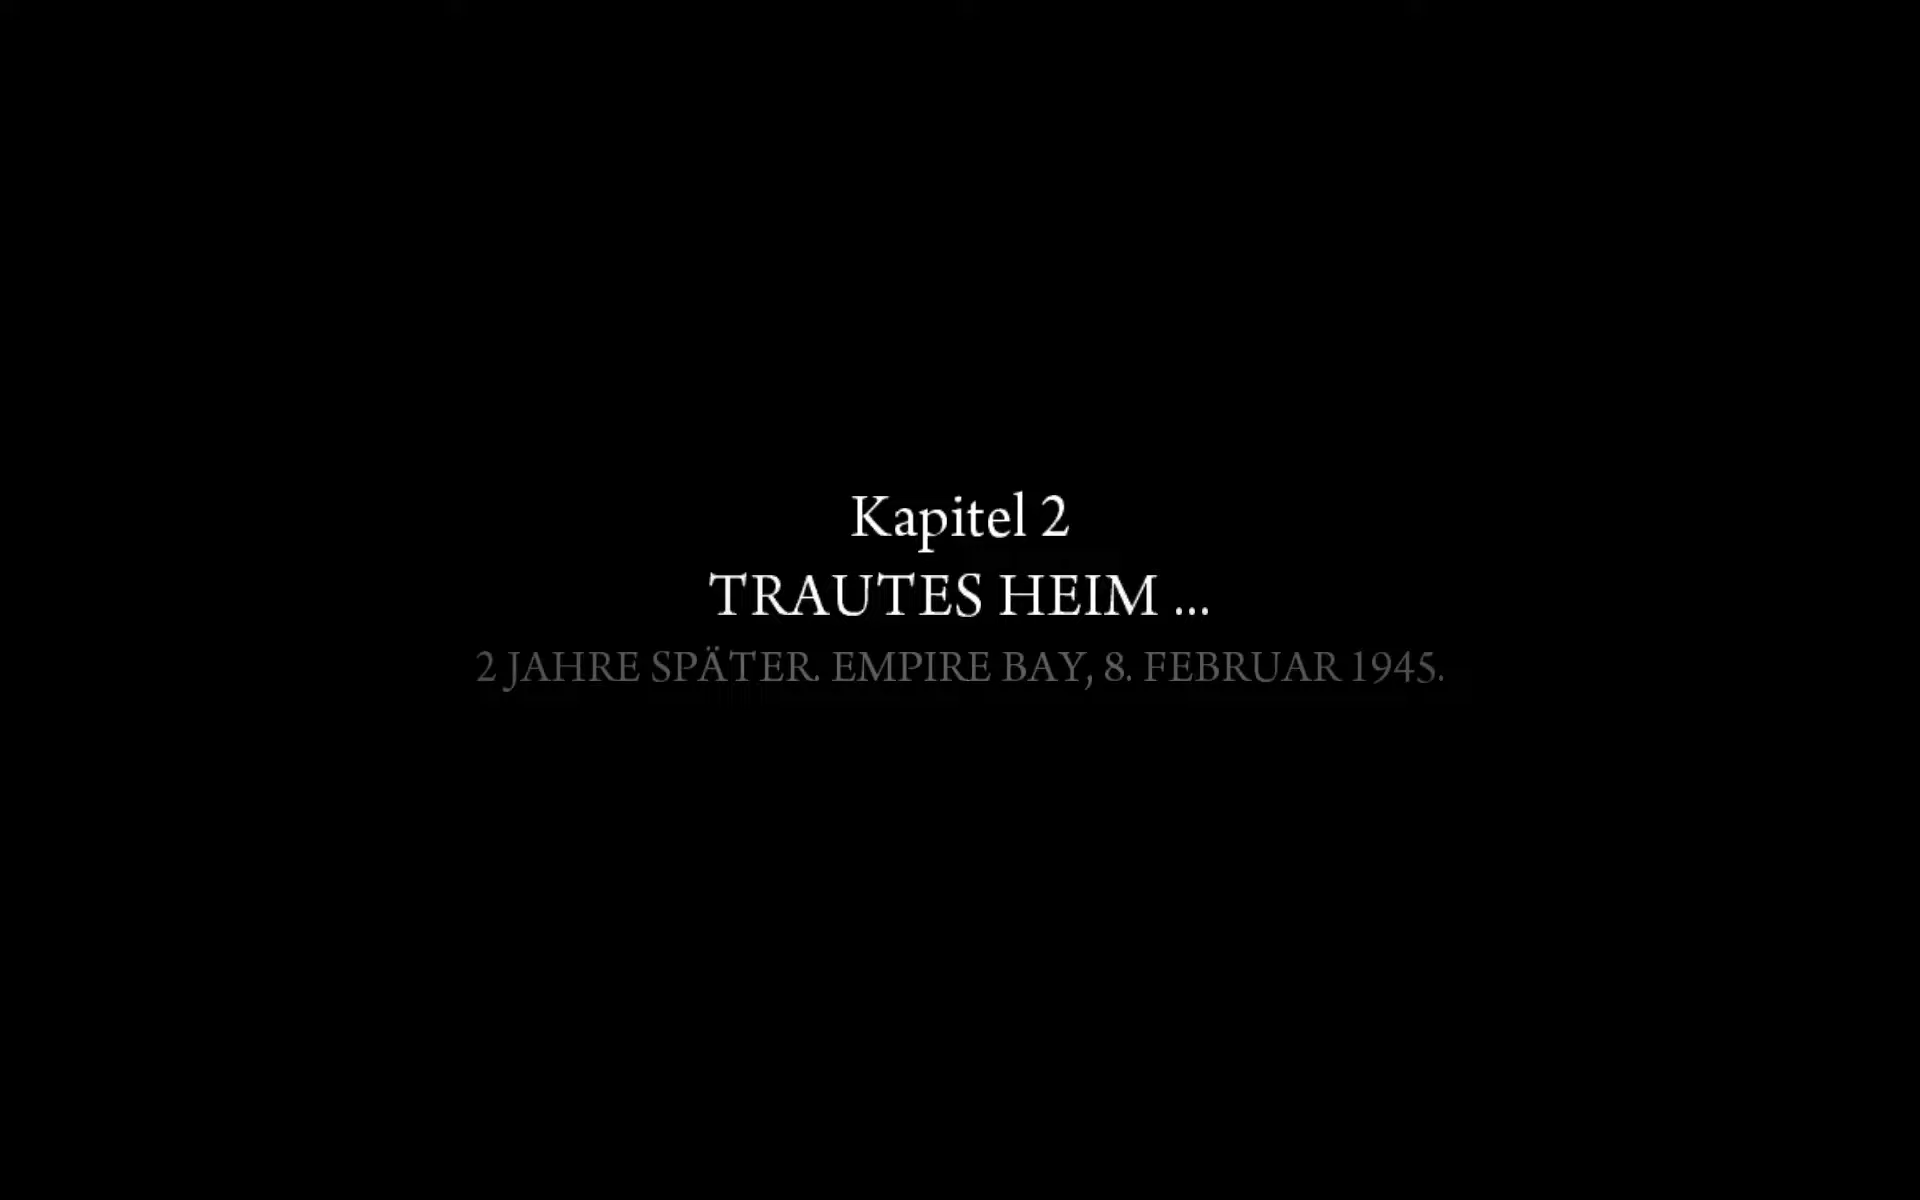 Kapitel 2
TRAUTES HEIM ...
2 JAHRE SPÄTER. EMPIRE BAY, 8. FEBRUAR 1945.